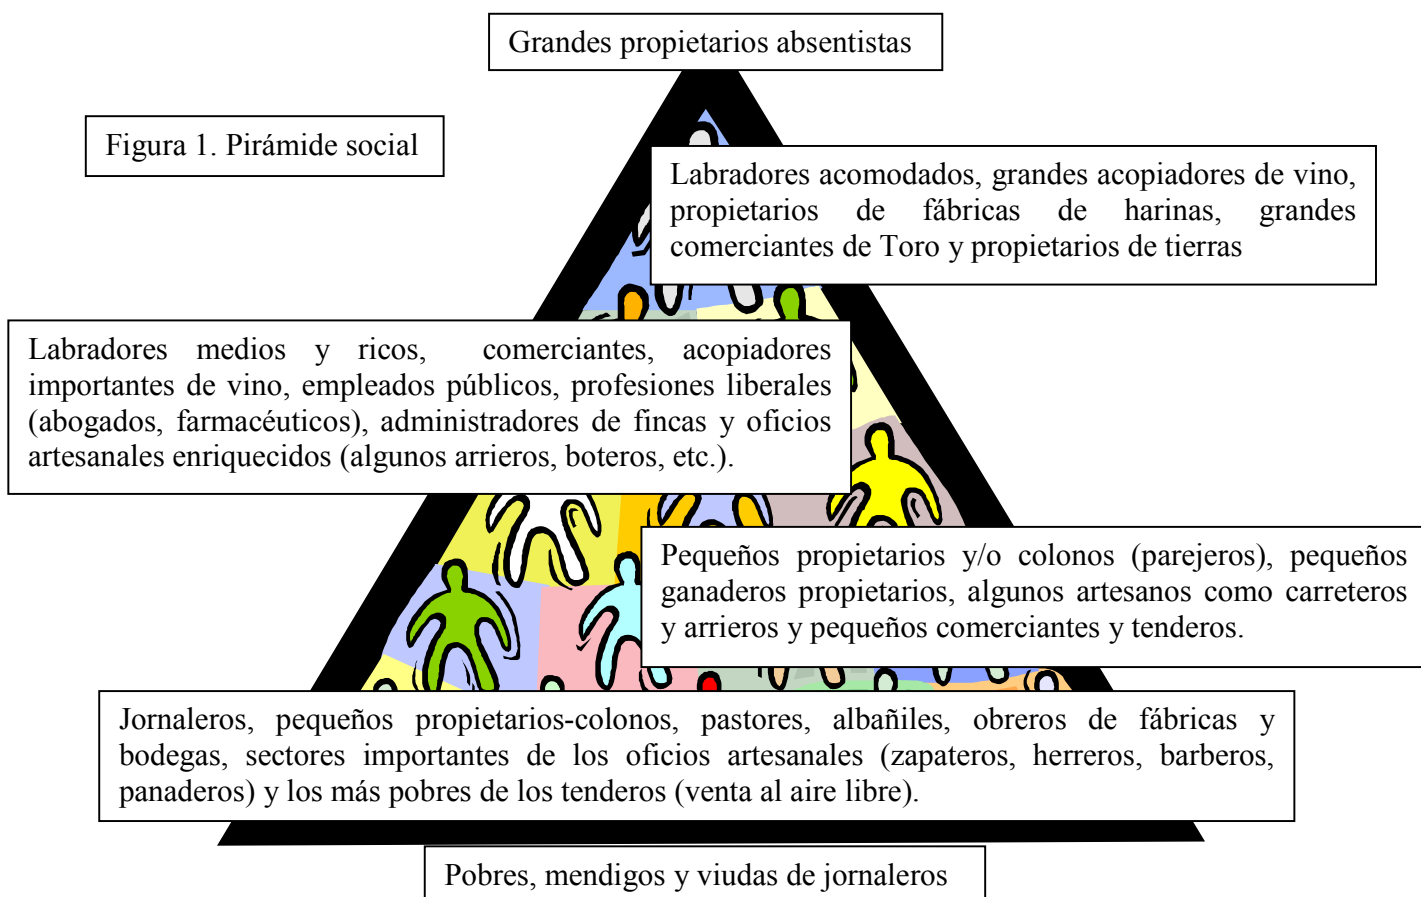 Grandes propietarios absentistas
Figura 1. Pirámide social
Labradores acomodados, grandes acopiadores de vino,
propietarios de fábricas de harinas, grandes
comerciantes de Toro y propietarios de tierras
Labradores medios y ricos, comerciantes, acopiadores
importantes de vino, empleados públicos, profesiones liberales
(abogados, farmacéuticos), administradores de fincas y oficios
artesanales enriquecidos (algunos arrieros, boteros, etc.).
Pequeños propietarios y/o colonos (parejeros), pequeños
ganaderos propietarios, algunos artesanos como carreteros
y arrieros y pequeños comerciantes y tenderos.
Jornaleros, pequeños propietarios-colonos, pastores, albañiles, obreros de fábricas y
bodegas, sectores importantes de los oficios artesanales (zapateros, herreros, barberos,
panaderos) y los más pobres de los tenderos (venta al aire libre).
Pobres, mendigos y viudas de jornaleros